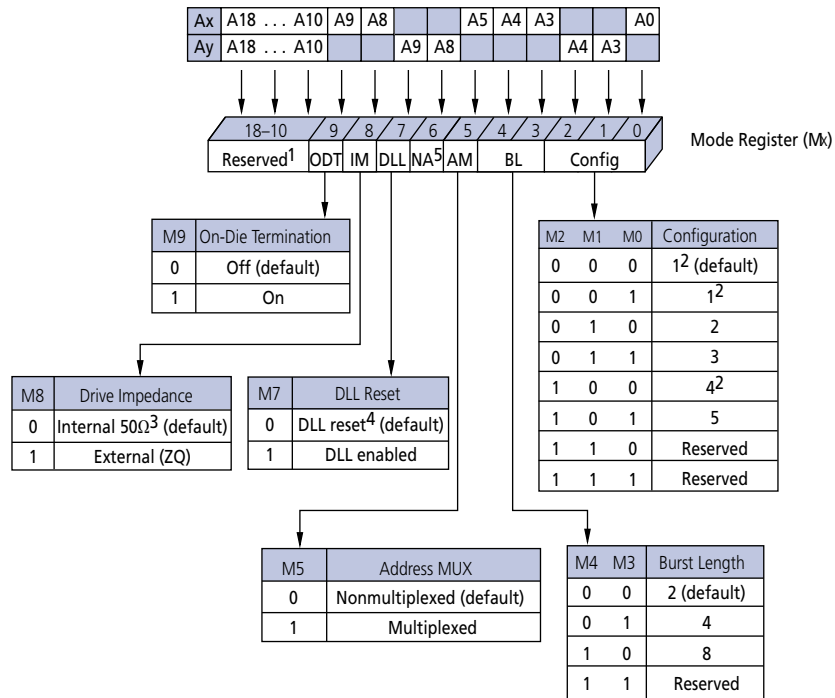 Ax A18 . . . A10 A9 A8 A5 A4 A3 A0
Ay A18 . . . A10 A9 A8 A4 A3
18–10 9 8 7 6 5 4 3 2 1 0
Reserved1 ODT IM DLL NA5 AM BL Config
Mode Register (Mx)
M9 On-Die Termination
0 Off (default)
1 On
M2 M1 M0 Configuration
0 0 0 12 (default)
0 0 1 12
0 1 0 2
0 1 1 3
1 0 0 42
1 0 1 5
1 1 0 Reserved
1 1 1 Reserved
M8 Drive Impedance
0 Internal 50Ω3 (default)
1 External (ZQ)
M7 DLL Reset
0 DLL reset4 (default)
1 DLL enabled
M5 Address MUX
0 Nonmultiplexed (default)
1 Multiplexed
M4 M3 Burst Length
0 0 2 (default)
0 1 4
1 0 8
1 1 Reserved